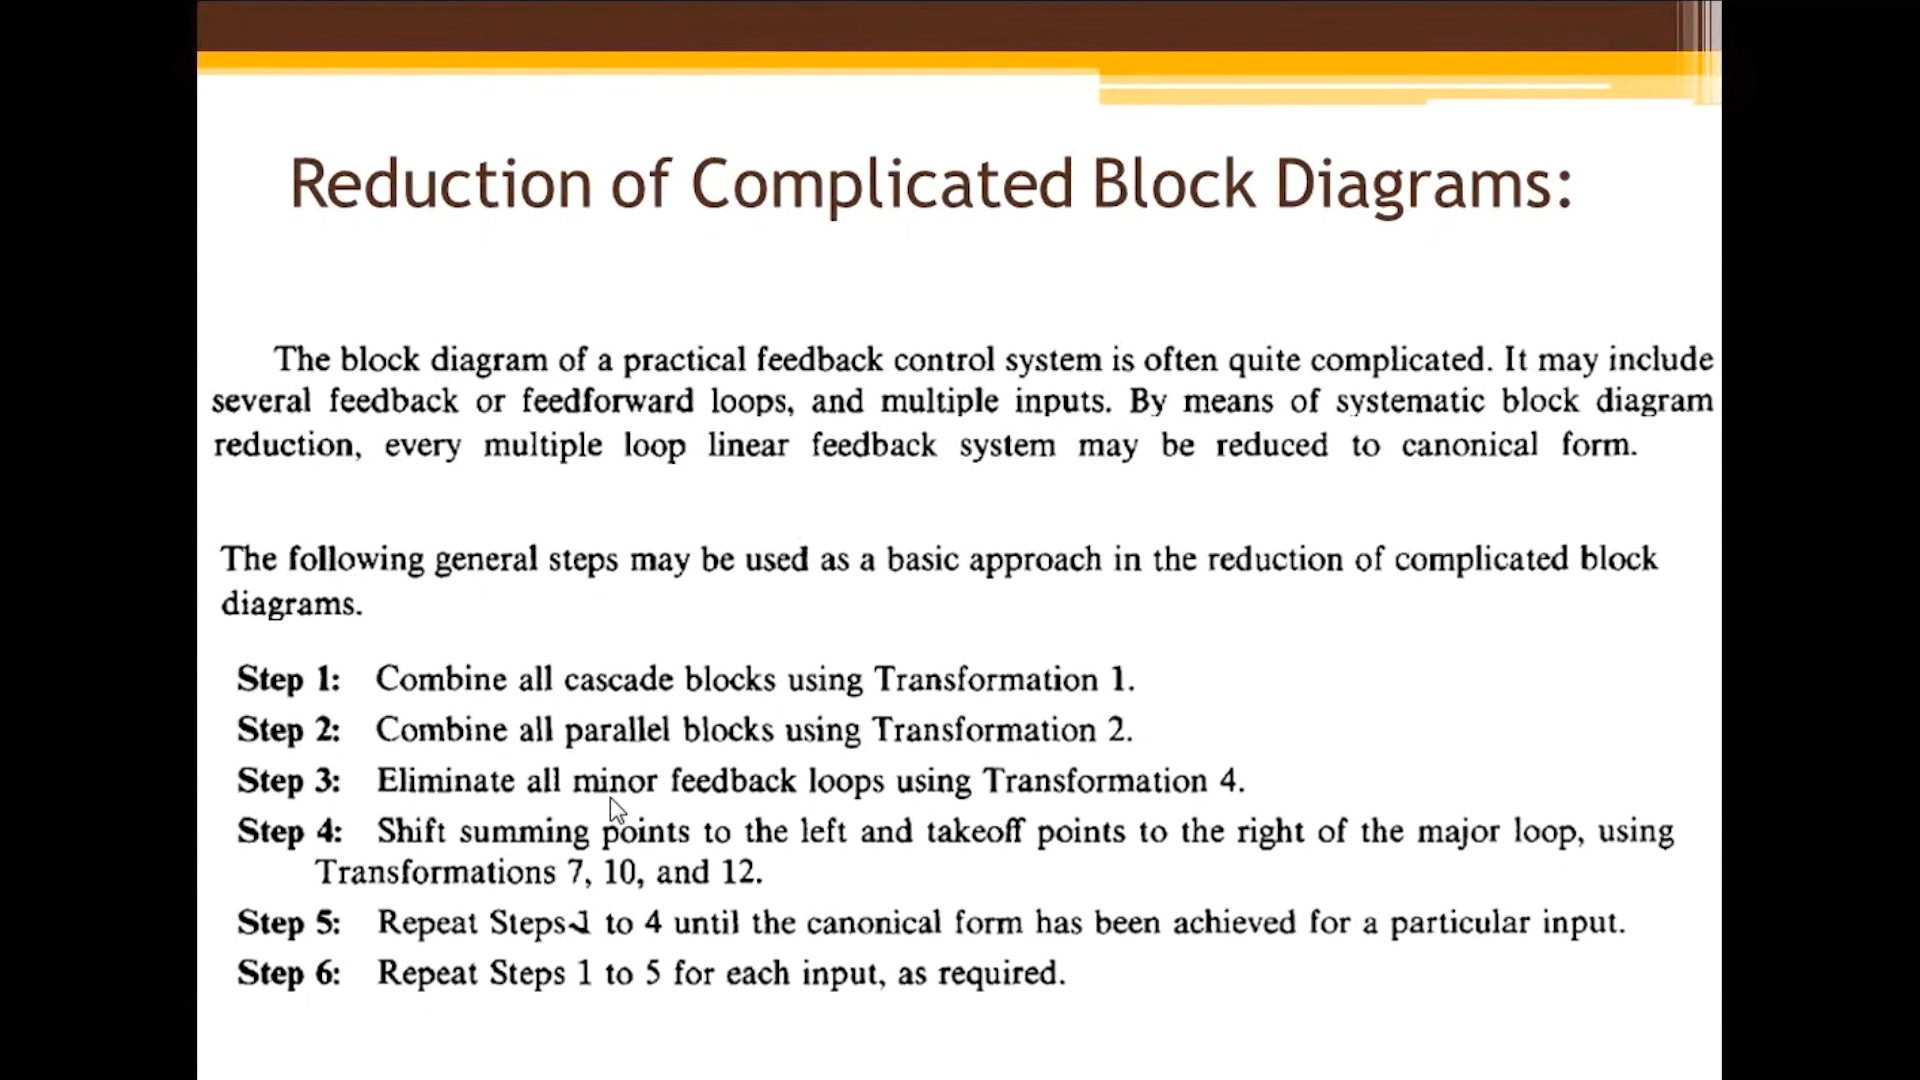 Reduction of Complicated Block Diagrams:
The block diagram of a practical feedback control system is often quite complicated. It may include
several feedback or feedforward loops, and multiple inputs. By means of systematic block diagram
reduction, every multiple loop linear feedback system may be reduced to canonical form.
The following general steps may be used as a basic approach in the reduction of complicated block
diagrams.
Step 1: Combine all cascade blocks using Transformation 1.
Step 2: Combine all parallel blocks using Transformation 2.
Step 3: Eliminate all minor feedback loops using Transformation 4.
Step 4: Shift summing points to the left and takeoff points to the right of the major loop, using
Transformations 7, 10, and 12.
Step 5: Repeat Steps 1 to 4 until the canonical form has been achieved for a particular input.
Step 6: Repeat Steps 1 to 5 for each input, as required.